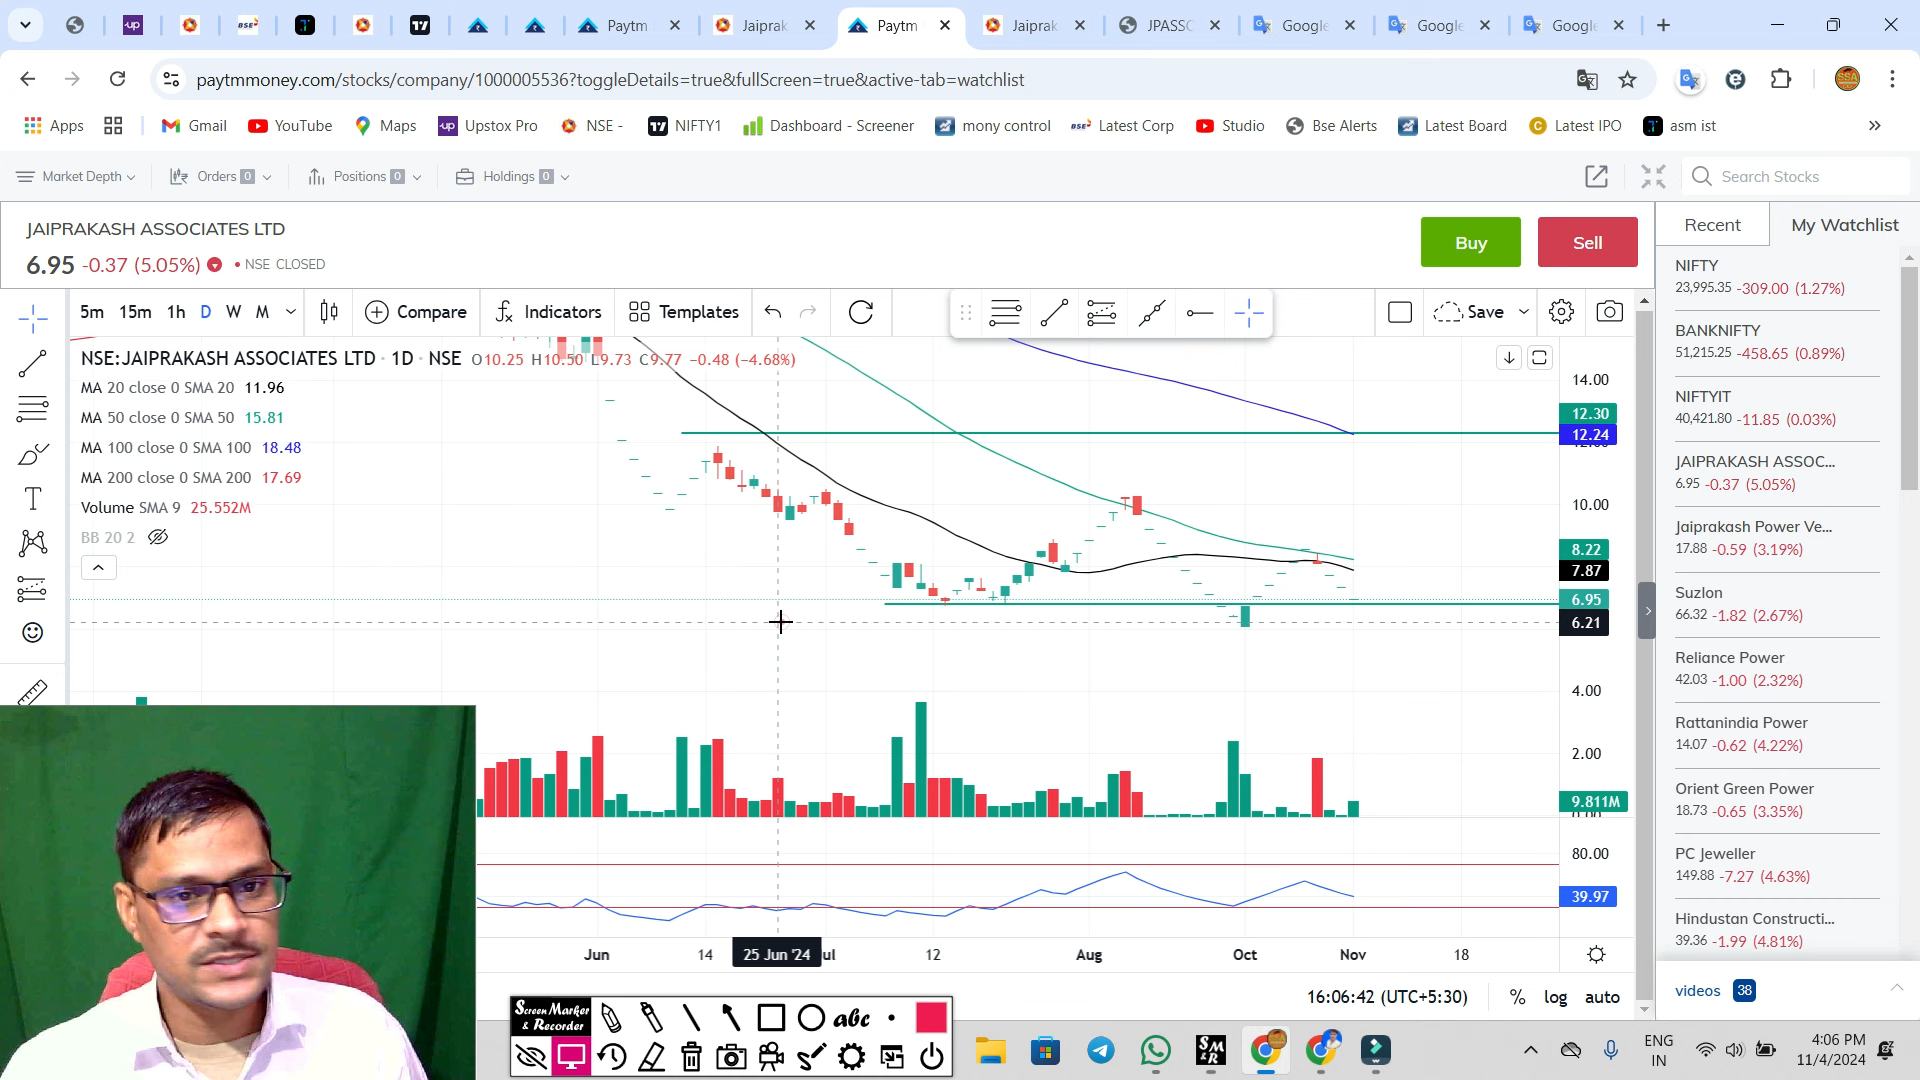 Paytm
Jaiprak
Paytm
Jaiprak
JPASSC
Google
Google
Google
paytmmoney.com/stocks/company/1000005536?toggleDetails=true&fullScreen=true&active-tab=watchlist
Apps
Gmail
YouTube
Maps
Upstox Pro
NSE -
NIFTY1
Dashboard - Screener
mony control
Latest Corp
Studio
Bse Alerts
Latest Board
Latest IPO
asm ist
Market Depth
Orders 0
Positions 0
Holdings 0
Search Stocks
JAIPRAKASH ASSOCIATES LTD
6.95 -0.37 (5.05%) • NSE CLOSED
Buy
Sell
Recent
My Watchlist
5m 15m 1h D W M
Compare
Indicators
Templates
Save
NSE:JAIPRAKASH ASSOCIATES LTD · 1D · NSE O10.25 H10.50 L9.73 C9.77 -0.48 (-4.68%)
MA 20 close 0 SMA 20 11.96
MA 50 close 0 SMA 50 15.81
MA 100 close 0 SMA 100 18.48
MA 200 close 0 SMA 200 17.69
Volume SMA 9 25.552M
BB 20 2
14.00
12.30
12.24
10.00
8.22
7.87
6.95
6.21
4.00
2.00
9.811M
80.00
39.97
Jun
14
25 Jun '24
ul
12
Aug
Oct
Nov
18
16:06:42 (UTC+5:30)
%
log
auto
NIFTY
23,995.35 -309.00 (1.27%)
BANKNIFTY
51,215.25 -458.65 (0.89%)
NIFTYIT
40,421.80 -11.85 (0.03%)
JAIPRAKASH ASSOC...
6.95 -0.37 (5.05%)
Jaiprakash Power Ve...
17.88 -0.59 (3.19%)
Suzlon
66.32 -1.82 (2.67%)
Reliance Power
42.03 -1.00 (2.32%)
Rattanindia Power
14.07 -0.62 (4.22%)
Orient Green Power
18.73 -0.65 (3.35%)
PC Jeweller
149.88 -7.27 (4.63%)
Hindustan Constructi...
39.36 -1.99 (4.81%)
videos 38
Screen Marker
& Recorder
abc
ENG
IN
4:06 PM
11/4/2024